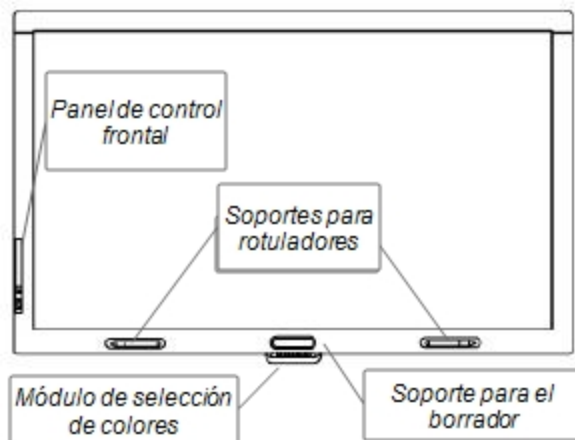 Panel de control
frontal
Soportes para
rotuladores
Módulo de selección
de colores
Soporte para el
borrador